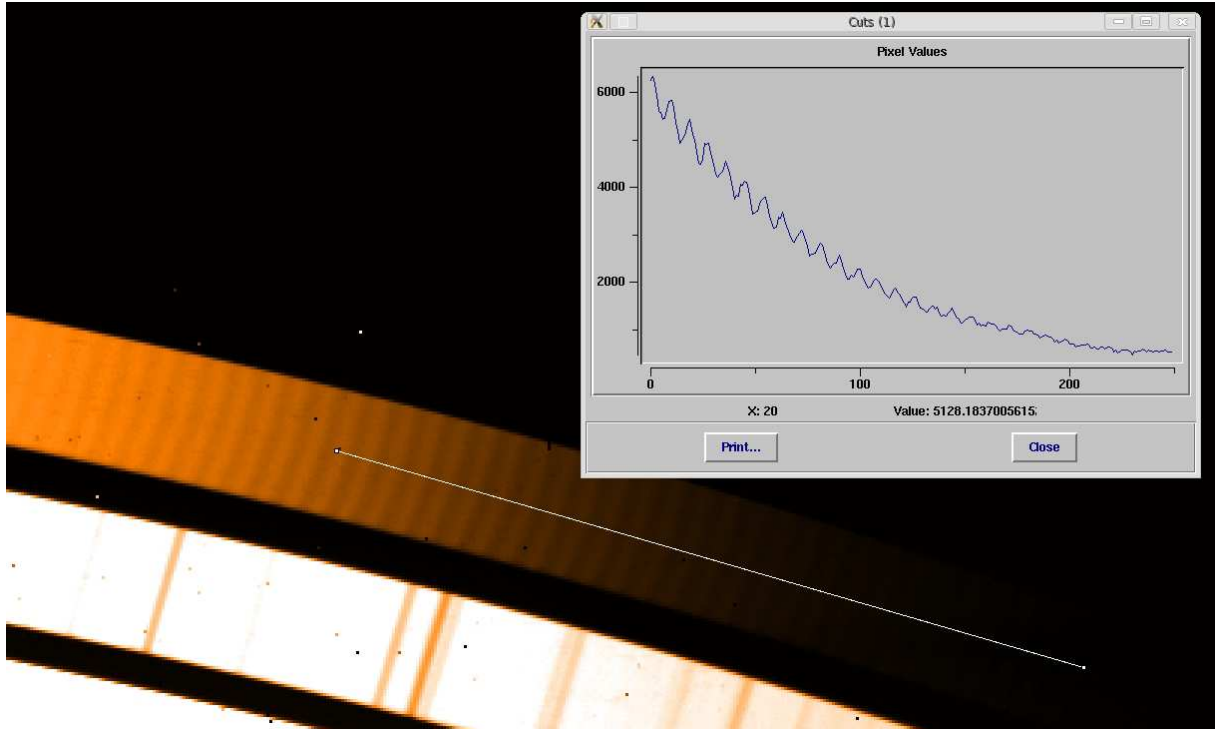 Cuts (1)
Pixel Values
6000
4000
2000
0 100 200
X: 20 Value: 5128.1837005615
Print... Close